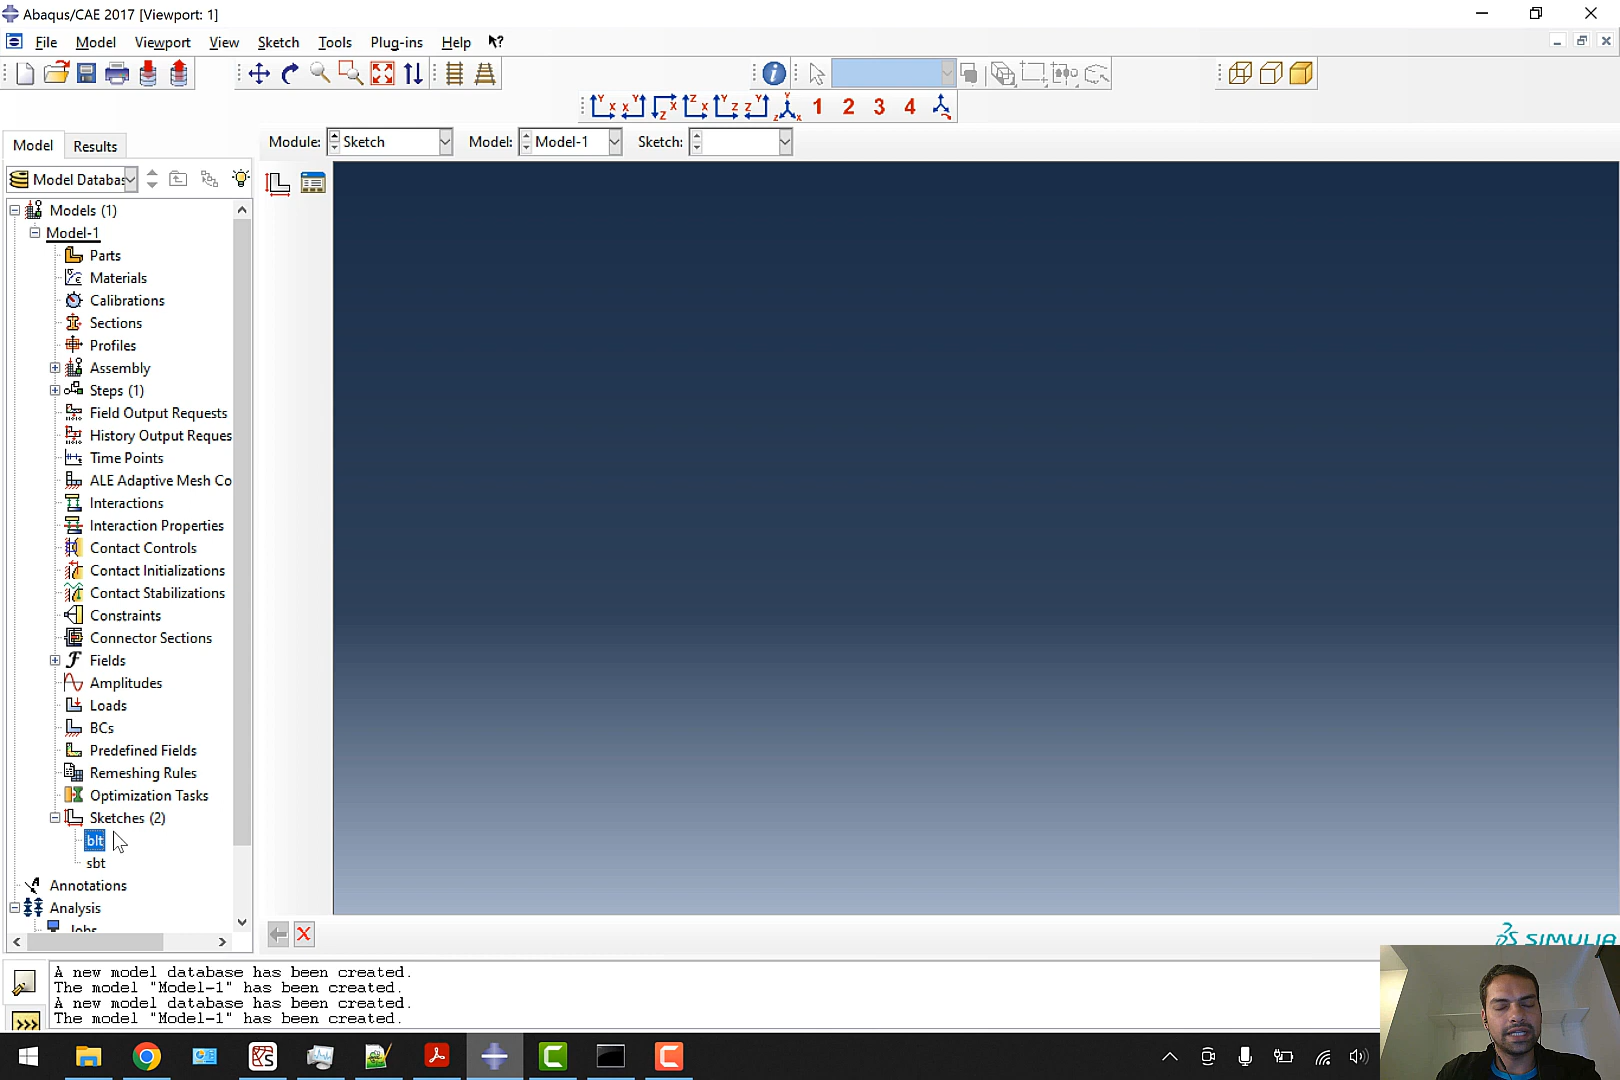 Abaqus/CAE 2017 [Viewport: 1]
File Model Viewport View Sketch Tools Plug-ins Help
1 2 3 4
Model Results
Module: Sketch Model: Model-1 Sketch:
Model Databas
Models (1)
Model-1
Parts
Materials
Calibrations
Sections
Profiles
Assembly
Steps (1)
Field Output Requests
History Output Reques
Time Points
ALE Adaptive Mesh Co
Interactions
Interaction Properties
Contact Controls
Contact Initializations
Contact Stabilizations
Constraints
Connector Sections
Fields
Amplitudes
Loads
BCs
Predefined Fields
Remeshing Rules
Optimization Tasks
Sketches (2)
blt
sbt
Annotations
Analysis
Jobs
SIMULIA
A new model database has been created.
The model "Model-1" has been created.
A new model database has been created.
The model "Model-1" has been created.